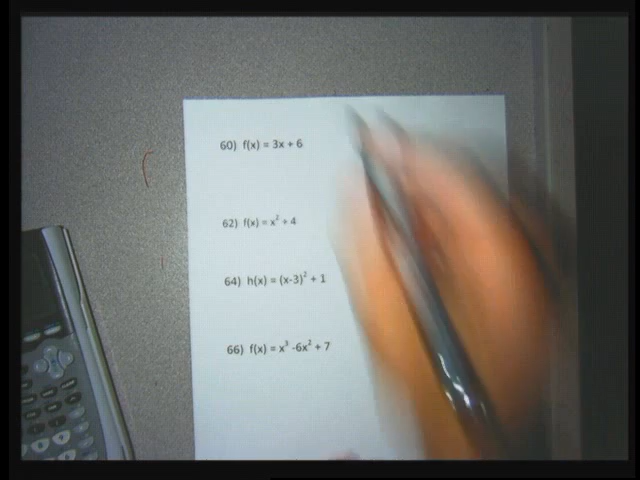 60) f(x) = 3x + 6
62) f(x) = x² + 4
64) h(x) = (x-3)² + 1
66) f(x) = x³ -6x² + 7